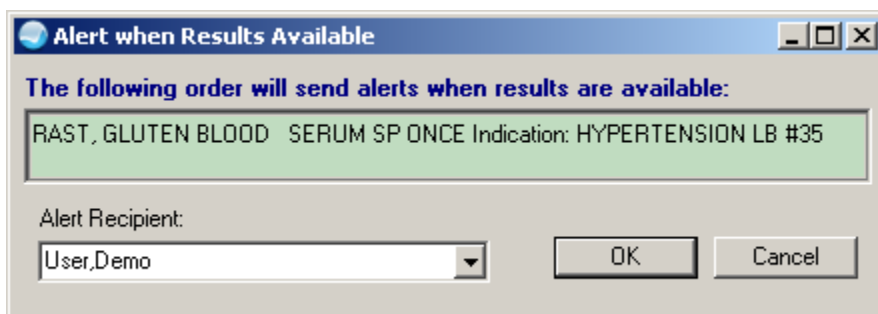 Alert when Results Available
The following order will send alerts when results are available:
RAST, GLUTEN BLOOD   SERUM SP ONCE Indication: HYPERTENSION LB #35
Alert Recipient:
User,Demo
OK
Cancel